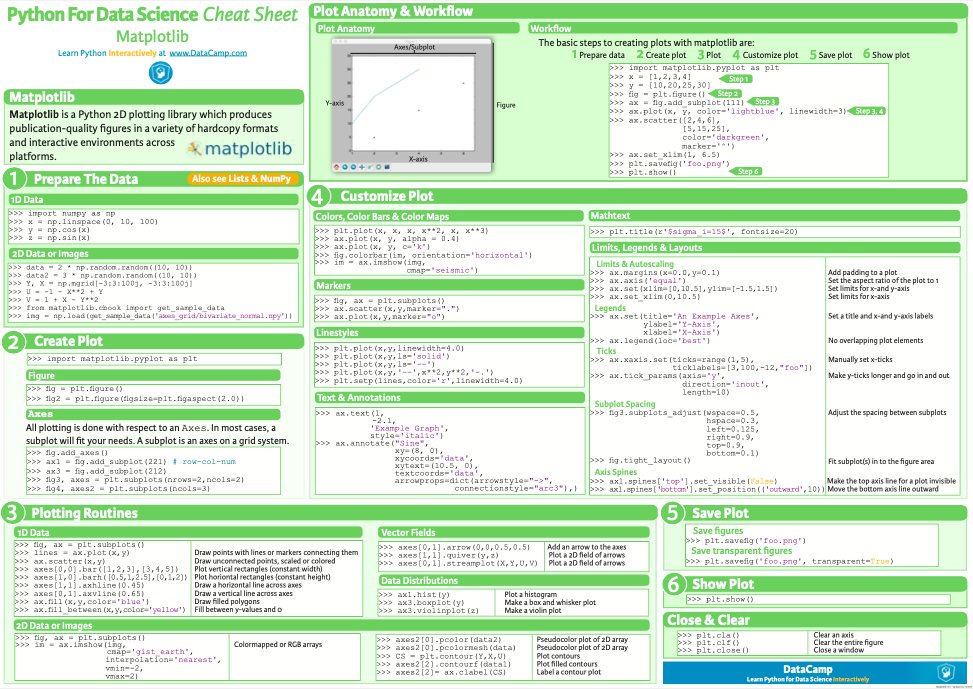 Python For Data Science Cheat Sheet
Matplotlib
Learn Python Interactively at www.DataCamp.com
Matplotlib
Matplotlib is a Python 2D plotting library which produces
publication-quality figures in a variety of hardcopy formats
and interactive environments across
platforms.
matplotlib
1 Prepare The Data
Also see Lists & NumPy
1D Data
>>> import numpy as np
>>> x = np.linspace(0, 10, 100)
>>> y = np.cos(x)
>>> z = np.sin(x)
2D Data or Images
>>> data = 2 * np.random.random((10, 10))
>>> data2 = 3 * np.random.random((10, 10))
>>> Y, X = np.mgrid[-3:3:100j, -3:3:100j]
>>> U = -1 - X**2 + Y
>>> V = 1 + X - Y**2
>>> from matplotlib.cbook import get_sample_data
>>> img = np.load(get_sample_data('axes_grid/bivariate_normal.npy'))
2 Create Plot
>>> import matplotlib.pyplot as plt
Figure
>>> fig = plt.figure()
>>> fig2 = plt.figure(figsize=plt.figaspect(2.0))
Axes
All plotting is done with respect to an Axes. In most cases, a
subplot will fit your needs. A subplot is an axes on a grid system.
>>> fig.add_axes()
>>> ax1 = fig.add_subplot(221) # row-col-num
>>> ax3 = fig.add_subplot(212)
>>> fig3, axes = plt.subplots(nrows=2,ncols=2)
>>> fig4, axes2 = plt.subplots(ncols=3)
Plot Anatomy & Workflow
Plot Anatomy
Axes/Subplot
Y-axis
Figure
X-axis
Workflow
The basic steps to creating plots with matplotlib are:
1 Prepare data 2 Create plot 3 Plot 4 Customize plot 5 Save plot 6 Show plot
>>> import matplotlib.pyplot as plt
>>> x = [1,2,3,4] Step 1
>>> y = [10,20,25,30]
>>> fig = plt.figure() Step 2
>>> ax = fig.add_subplot(111) Step 3
>>> ax.plot(x, y, color='lightblue', linewidth=3) Step 3, 4
>>> ax.scatter([2,4,6],
[5,15,25],
color='darkgreen',
marker='^')
>>> ax.set_xlim(1, 6.5)
>>> plt.savefig('foo.png')
>>> plt.show() Step 6
4 Customize Plot
Colors, Color Bars & Color Maps
>>> plt.plot(x, x, x, x**2, x, x**3)
>>> ax.plot(x, y, alpha = 0.4)
>>> ax.plot(x, y, c='k')
>>> fig.colorbar(im, orientation='horizontal')
>>> im = ax.imshow(img,
cmap='seismic')
Markers
>>> fig, ax = plt.subplots()
>>> ax.scatter(x,y,marker=".")
>>> ax.plot(x,y,marker="o")
Linestyles
>>> plt.plot(x,y,linewidth=4.0)
>>> plt.plot(x,y,ls='solid')
>>> plt.plot(x,y,ls='--')
>>> plt.plot(x,y,'--',x**2,y**2,'-.')
>>> plt.setp(lines,color='r',linewidth=4.0)
Text & Annotations
>>> ax.text(1,
-2.1,
'Example Graph',
style='italic')
>>> ax.annotate("Sine",
xy=(8, 0),
xycoords='data',
xytext=(10.5, 0),
textcoords='data',
arrowprops=dict(arrowstyle="->",
connectionstyle="arc3"),)
Mathtext
>>> plt.title(r'$sigma_i=15$', fontsize=20)
Limits, Legends & Layouts
Limits & Autoscaling
>>> ax.margins(x=0.0,y=0.1) Add padding to a plot
>>> ax.axis('equal') Set the aspect ratio of the plot to 1
>>> ax.set(xlim=[0,10.5],ylim=[-1.5,1.5]) Set limits for x-and y-axis
>>> ax.set_xlim(0,10.5) Set limits for x-axis
Legends
>>> ax.set(title='An Example Axes', Set a title and x-and y-axis labels
ylabel='Y-Axis',
xlabel='X-Axis')
>>> ax.legend(loc='best') No overlapping plot elements
Ticks
>>> ax.xaxis.set(ticks=range(1,5), Manually set x-ticks
ticklabels=[3,100,-12,"foo"])
>>> ax.tick_params(axis='y', Make y-ticks longer and go in and out
direction='inout',
length=10)
Subplot Spacing
>>> fig3.subplots_adjust(wspace=0.5, Adjust the spacing between subplots
hspace=0.3,
left=0.125,
right=0.9,
top=0.9,
bottom=0.1)
>>> fig.tight_layout() Fit subplot(s) in to the figure area
Axis Spines
>>> ax1.spines['top'].set_visible(False) Make the top axis line for a plot invisible
>>> ax1.spines['bottom'].set_position(('outward',10)) Move the bottom axis line outward
3 Plotting Routines
1D Data
>>> fig, ax = plt.subplots()
>>> lines = ax.plot(x,y) Draw points with lines or markers connecting them
>>> ax.scatter(x,y) Draw unconnected points, scaled or colored
>>> axes[0,0].bar([1,2,3],[3,4,5]) Plot vertical rectangles (constant width)
>>> axes[1,0].barh([0.5,1,2.5],[0,1,2]) Plot horiontal rectangles (constant height)
>>> axes[1,1].axhline(0.45) Draw a horizontal line across axes
>>> axes[0,1].axvline(0.65) Draw a vertical line across axes
>>> ax.fill(x,y,color='blue') Draw filled polygons
>>> ax.fill_between(x,y,color='yellow') Fill between y-values and 0
Vector Fields
>>> axes[0,1].arrow(0,0,0.5,0.5) Add an arrow to the axes
>>> axes[1,1].quiver(y,z) Plot a 2D field of arrows
>>> axes[0,1].streamplot(X,Y,U,V) Plot a 2D field of arrows
Data Distributions
>>> ax1.hist(y) Plot a histogram
>>> ax3.boxplot(y) Make a box and whisker plot
>>> ax3.violinplot(z) Make a violin plot
2D Data or Images
>>> fig, ax = plt.subplots()
>>> im = ax.imshow(img, Colormapped or RGB arrays
cmap='gist_earth',
interpolation='nearest',
vmin=-2,
vmax=2)
>>> axes2[0].pcolor(data2) Pseudocolor plot of 2D array
>>> axes2[0].pcolormesh(data) Pseudocolor plot of 2D array
>>> CS = plt.contour(Y,X,U) Plot contours
>>> axes2[2].contourf(data1) Plot filled contours
>>> axes2[2]= ax.clabel(CS) Label a contour plot
5 Save Plot
Save figures
>>> plt.savefig('foo.png')
Save transparent figures
>>> plt.savefig('foo.png', transparent=True)
6 Show Plot
>>> plt.show()
Close & Clear
>>> plt.cla() Clear an axis
>>> plt.clf() Clear the entire figure
>>> plt.close() Close a window
DataCamp
Learn Python for Data Science Interactively